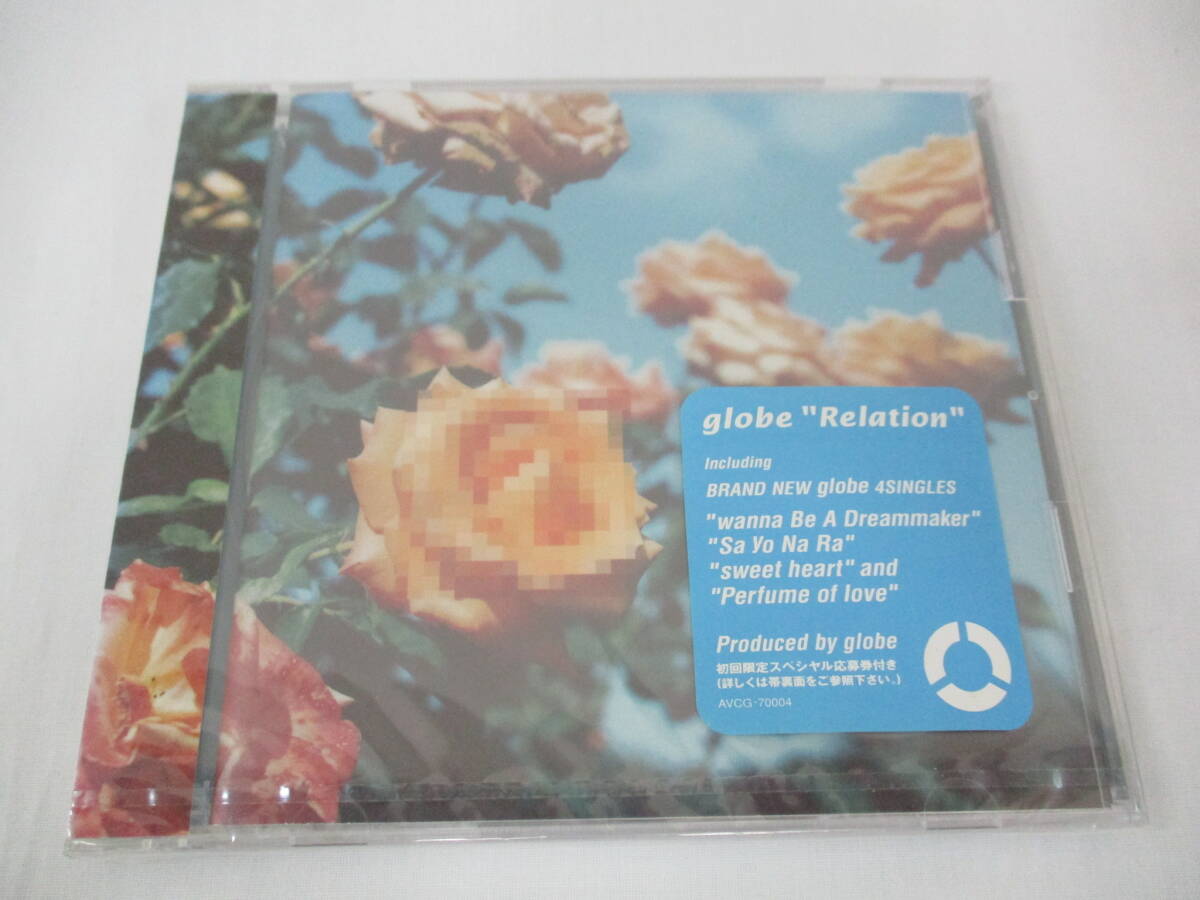 globe "Relation"
Including
BRAND NEW globe 4SINGLES
"wanna Be A Dreammaker"
"Sa Yo Na Ra"
"sweet heart" and
"Perfume of love"
Produced by globe
初回限定スペシャル応募券付き
(詳しくは帯裏面をご参照下さい。)
AVCG-70004